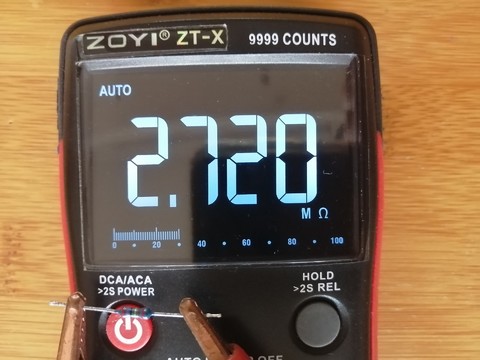 ZOYI® ZT-X 9999 COUNTS
AUTO
2.720
M Ω
0 • 20 • 40 • 60 • 80 • 100
DCA/ACA HOLD
>2S POWER >2S REL